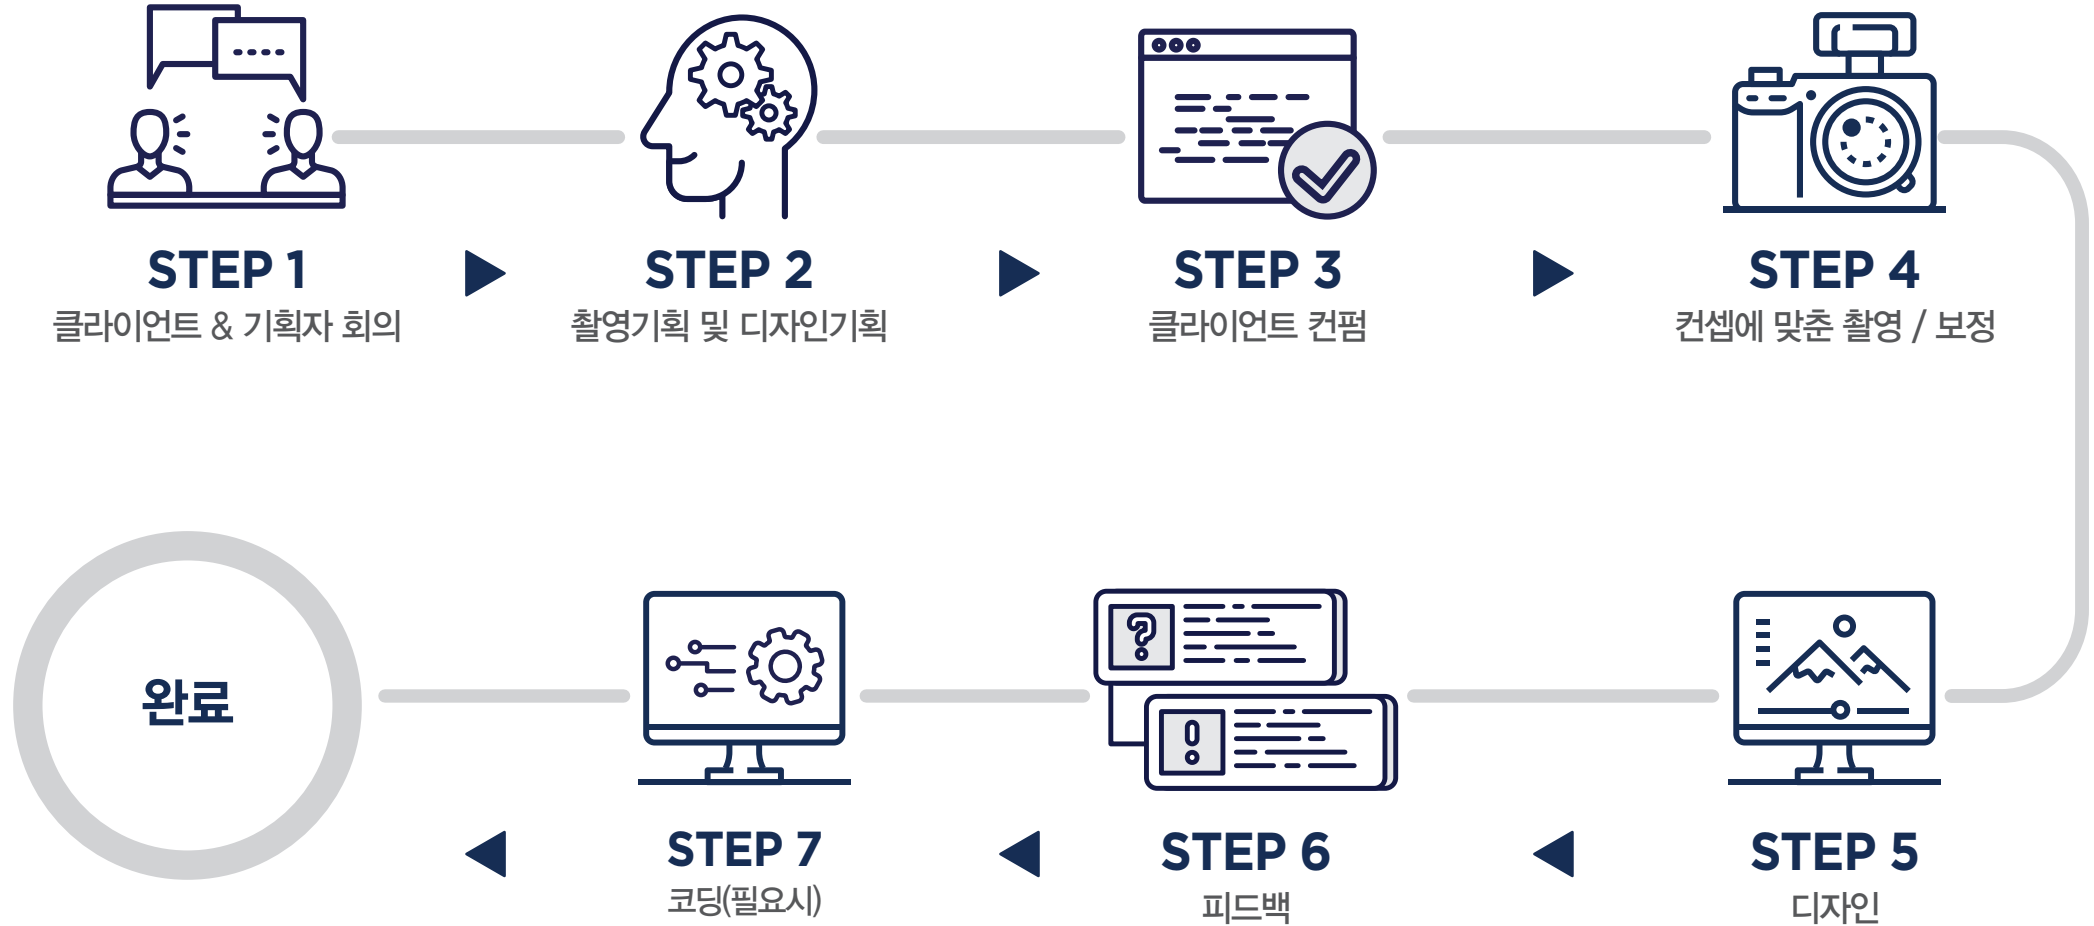 STEP 1
클라이언트 & 기획자 회의
STEP 2
촬영기획 및 디자인기획
STEP 3
클라이언트 컨펌
STEP 4
컨셉에 맞춘 촬영 / 보정
STEP 5
디자인
STEP 6
피드백
STEP 7
코딩(필요시)
완료